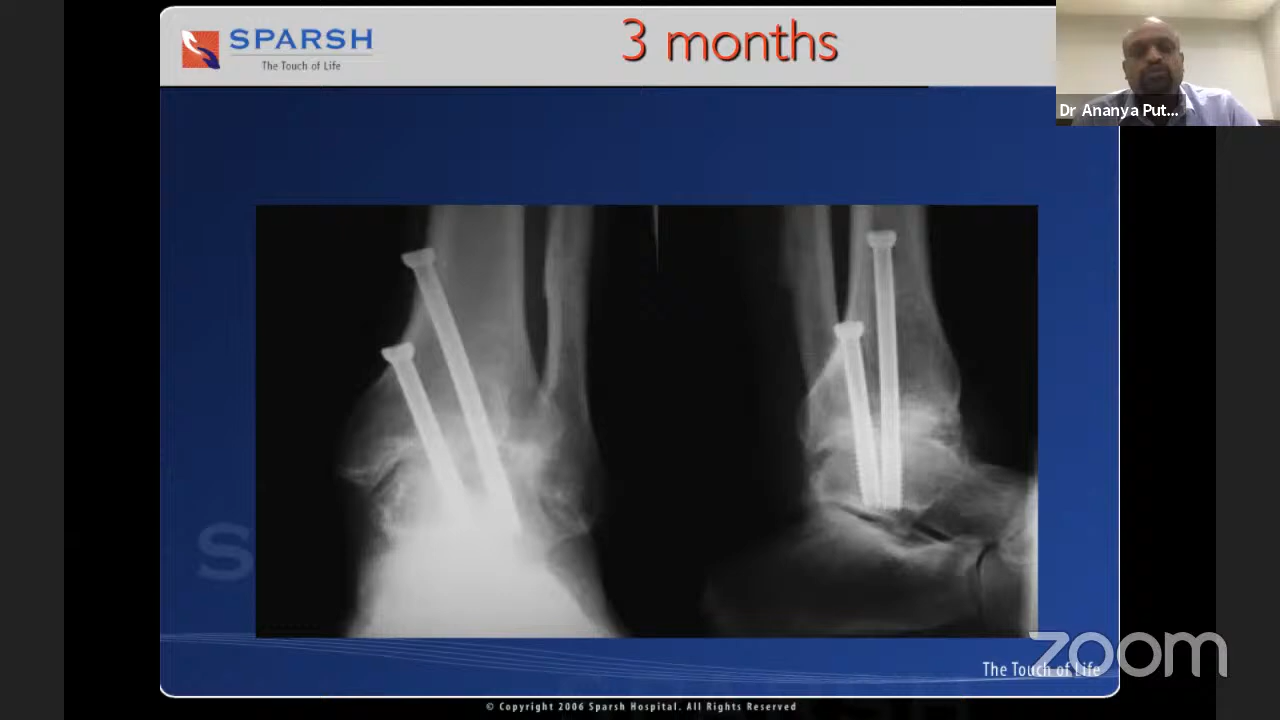 SPARSH
The Touch of Life
3 months
Dr Ananya Put...
S
zoom
The Touch of Life
© Copyright 2006 Sparsh Hospital. All Rights Reserved